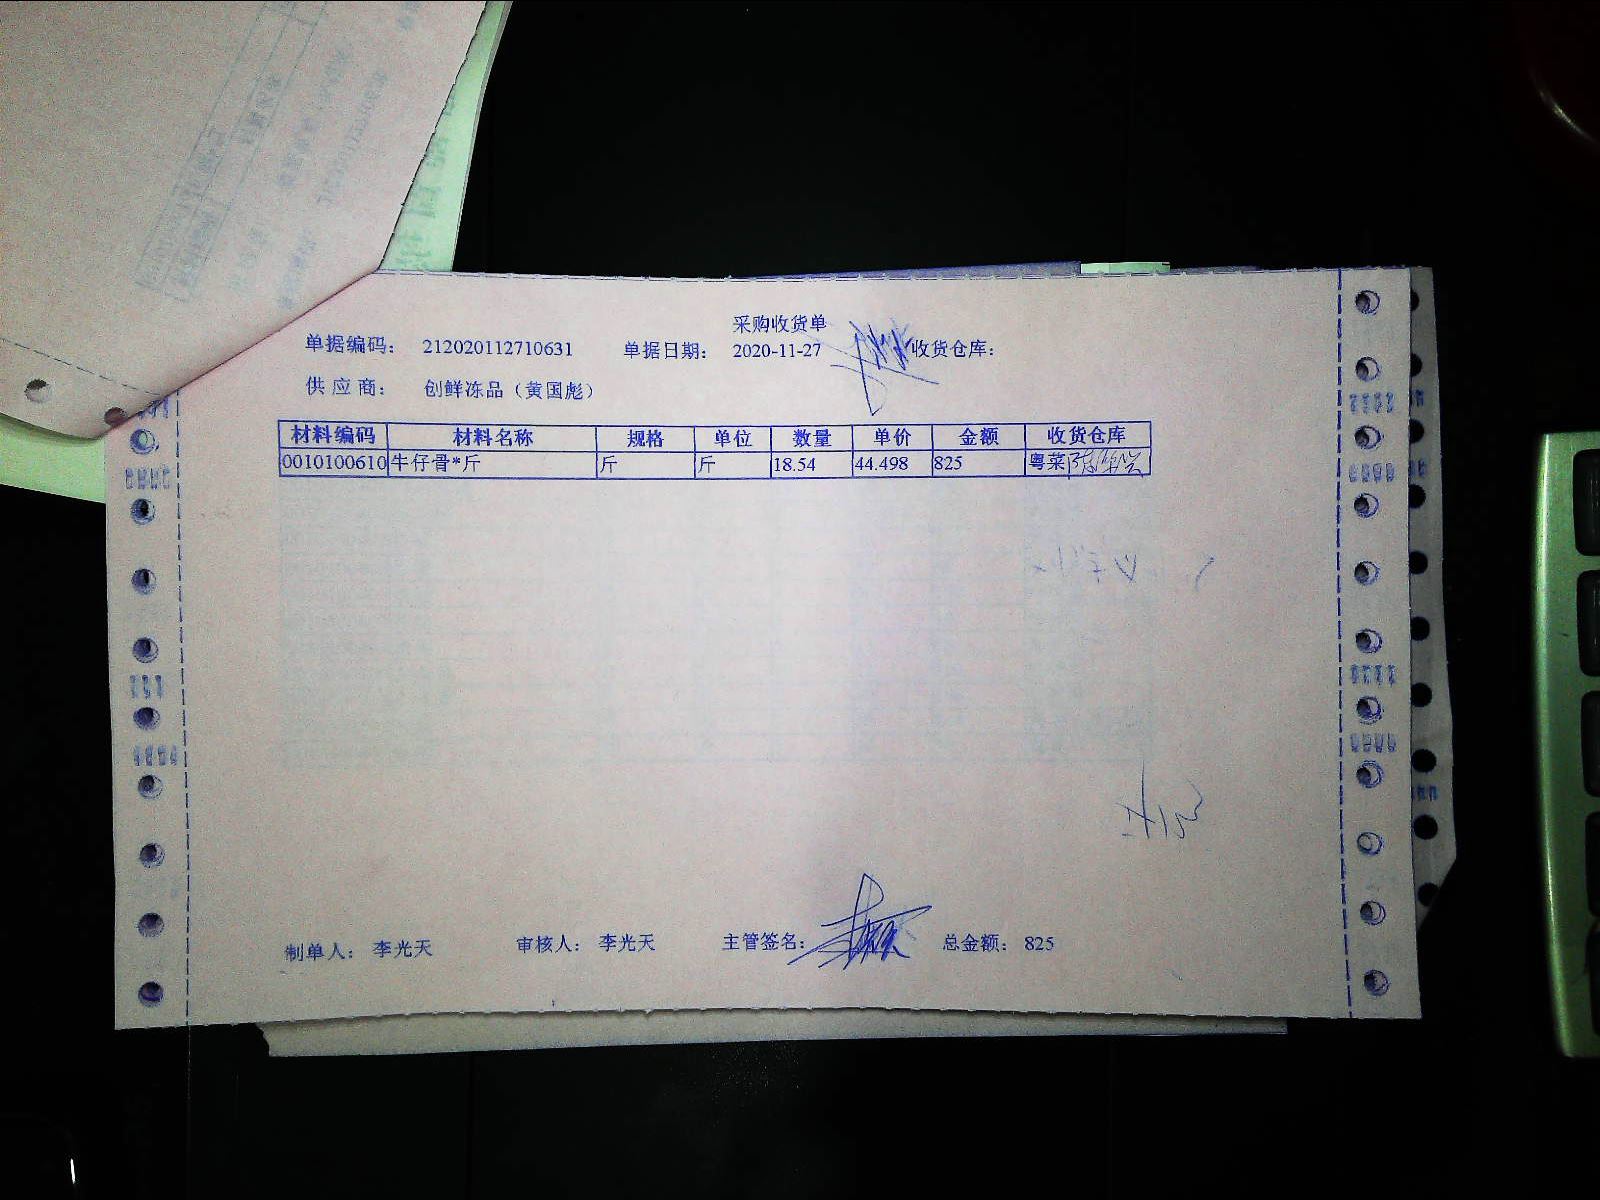 采购收货单
单据编码： 212020112710631 单据日期： 2020-11-27 收货仓库：
供应商： 创鲜冻品（黄国彪）
材料编码 材料名称 规格 单位 数量 单价 金额 收货仓库
0010100610 牛仔骨*斤 斤 斤 18.54 44.498 825 粤菜
制单人： 李光天 审核人： 李光天 主管签名： 总金额： 825